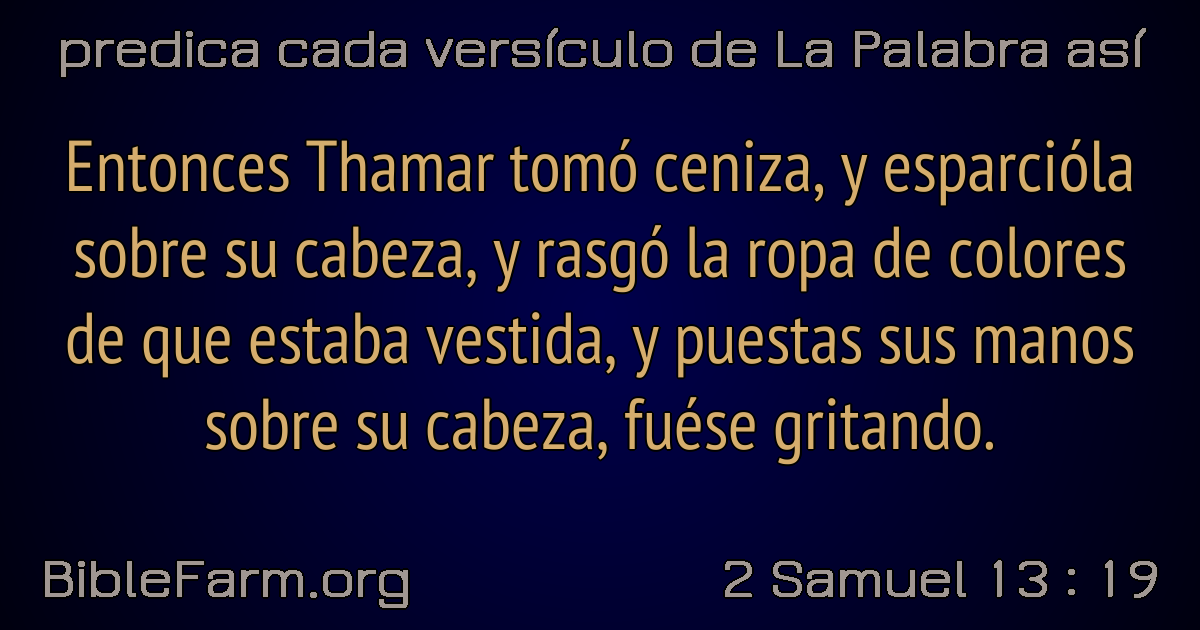 predica cada versículo de La Palabra así
Entonces Thamar tomó ceniza, y esparcióla
sobre su cabeza, y rasgó la ropa de colores
de que estaba vestida, y puestas sus manos
sobre su cabeza, fuése gritando.
BibleFarm.org
2 Samuel 13 : 19